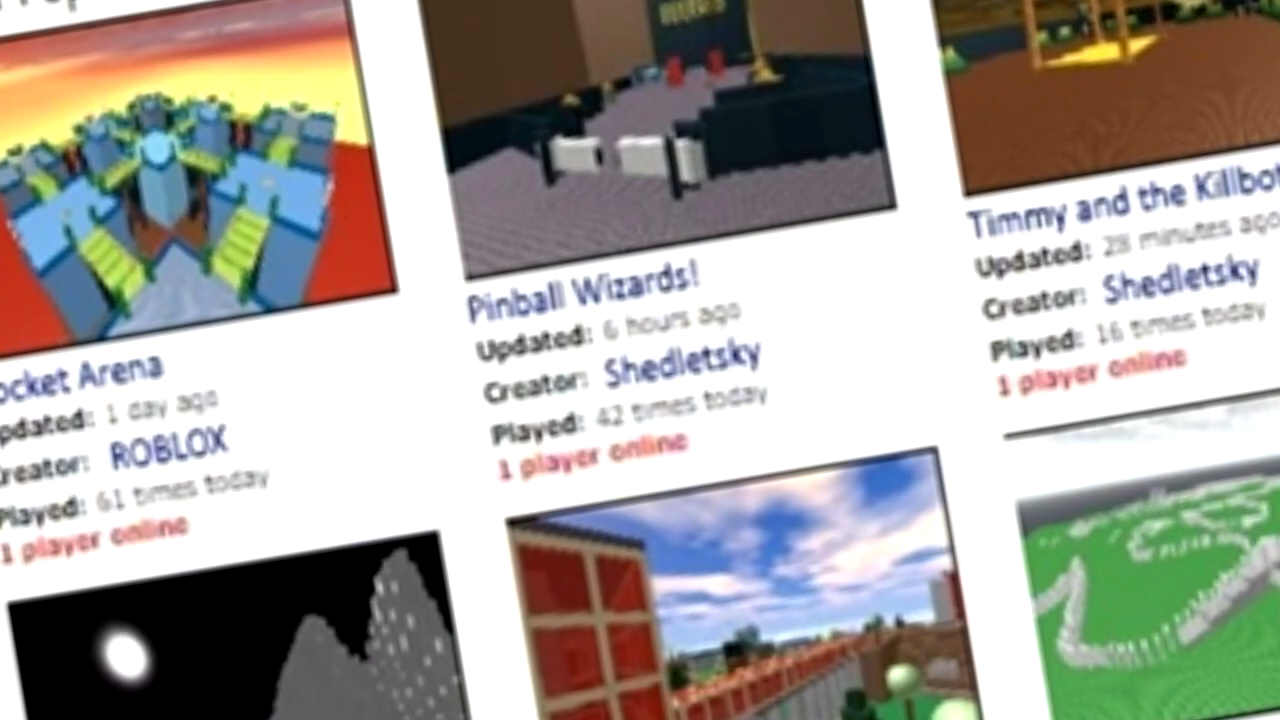 ocket Arena
pdated: 1 day ago
reator: ROBLOX
Played: 61 times today
1 player online
Pinball Wizards!
Updated: 6 hours ago
Creator: Shedletsky
Played: 42 times today
1 player online
Timmy and the Killbot
Updated: 28 minutes ago
Creator: Shedletsky
Played: 16 times today
1 player online